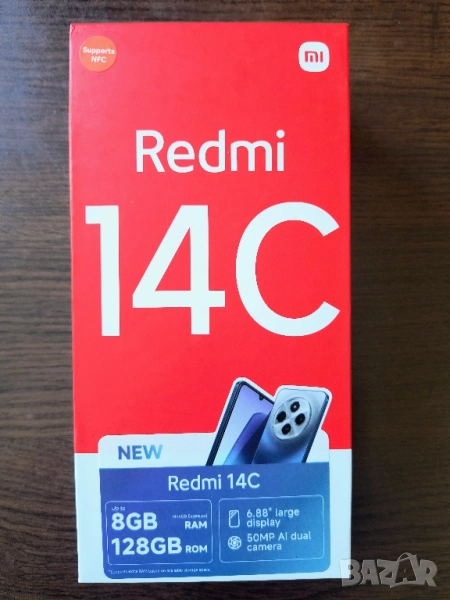 Supports
NFC
mi
Redmi
14C
NEW
Redmi 14C
8GB RAM
128GB ROM
6.88" large
display
50MP AI dual
camera
BAZAR